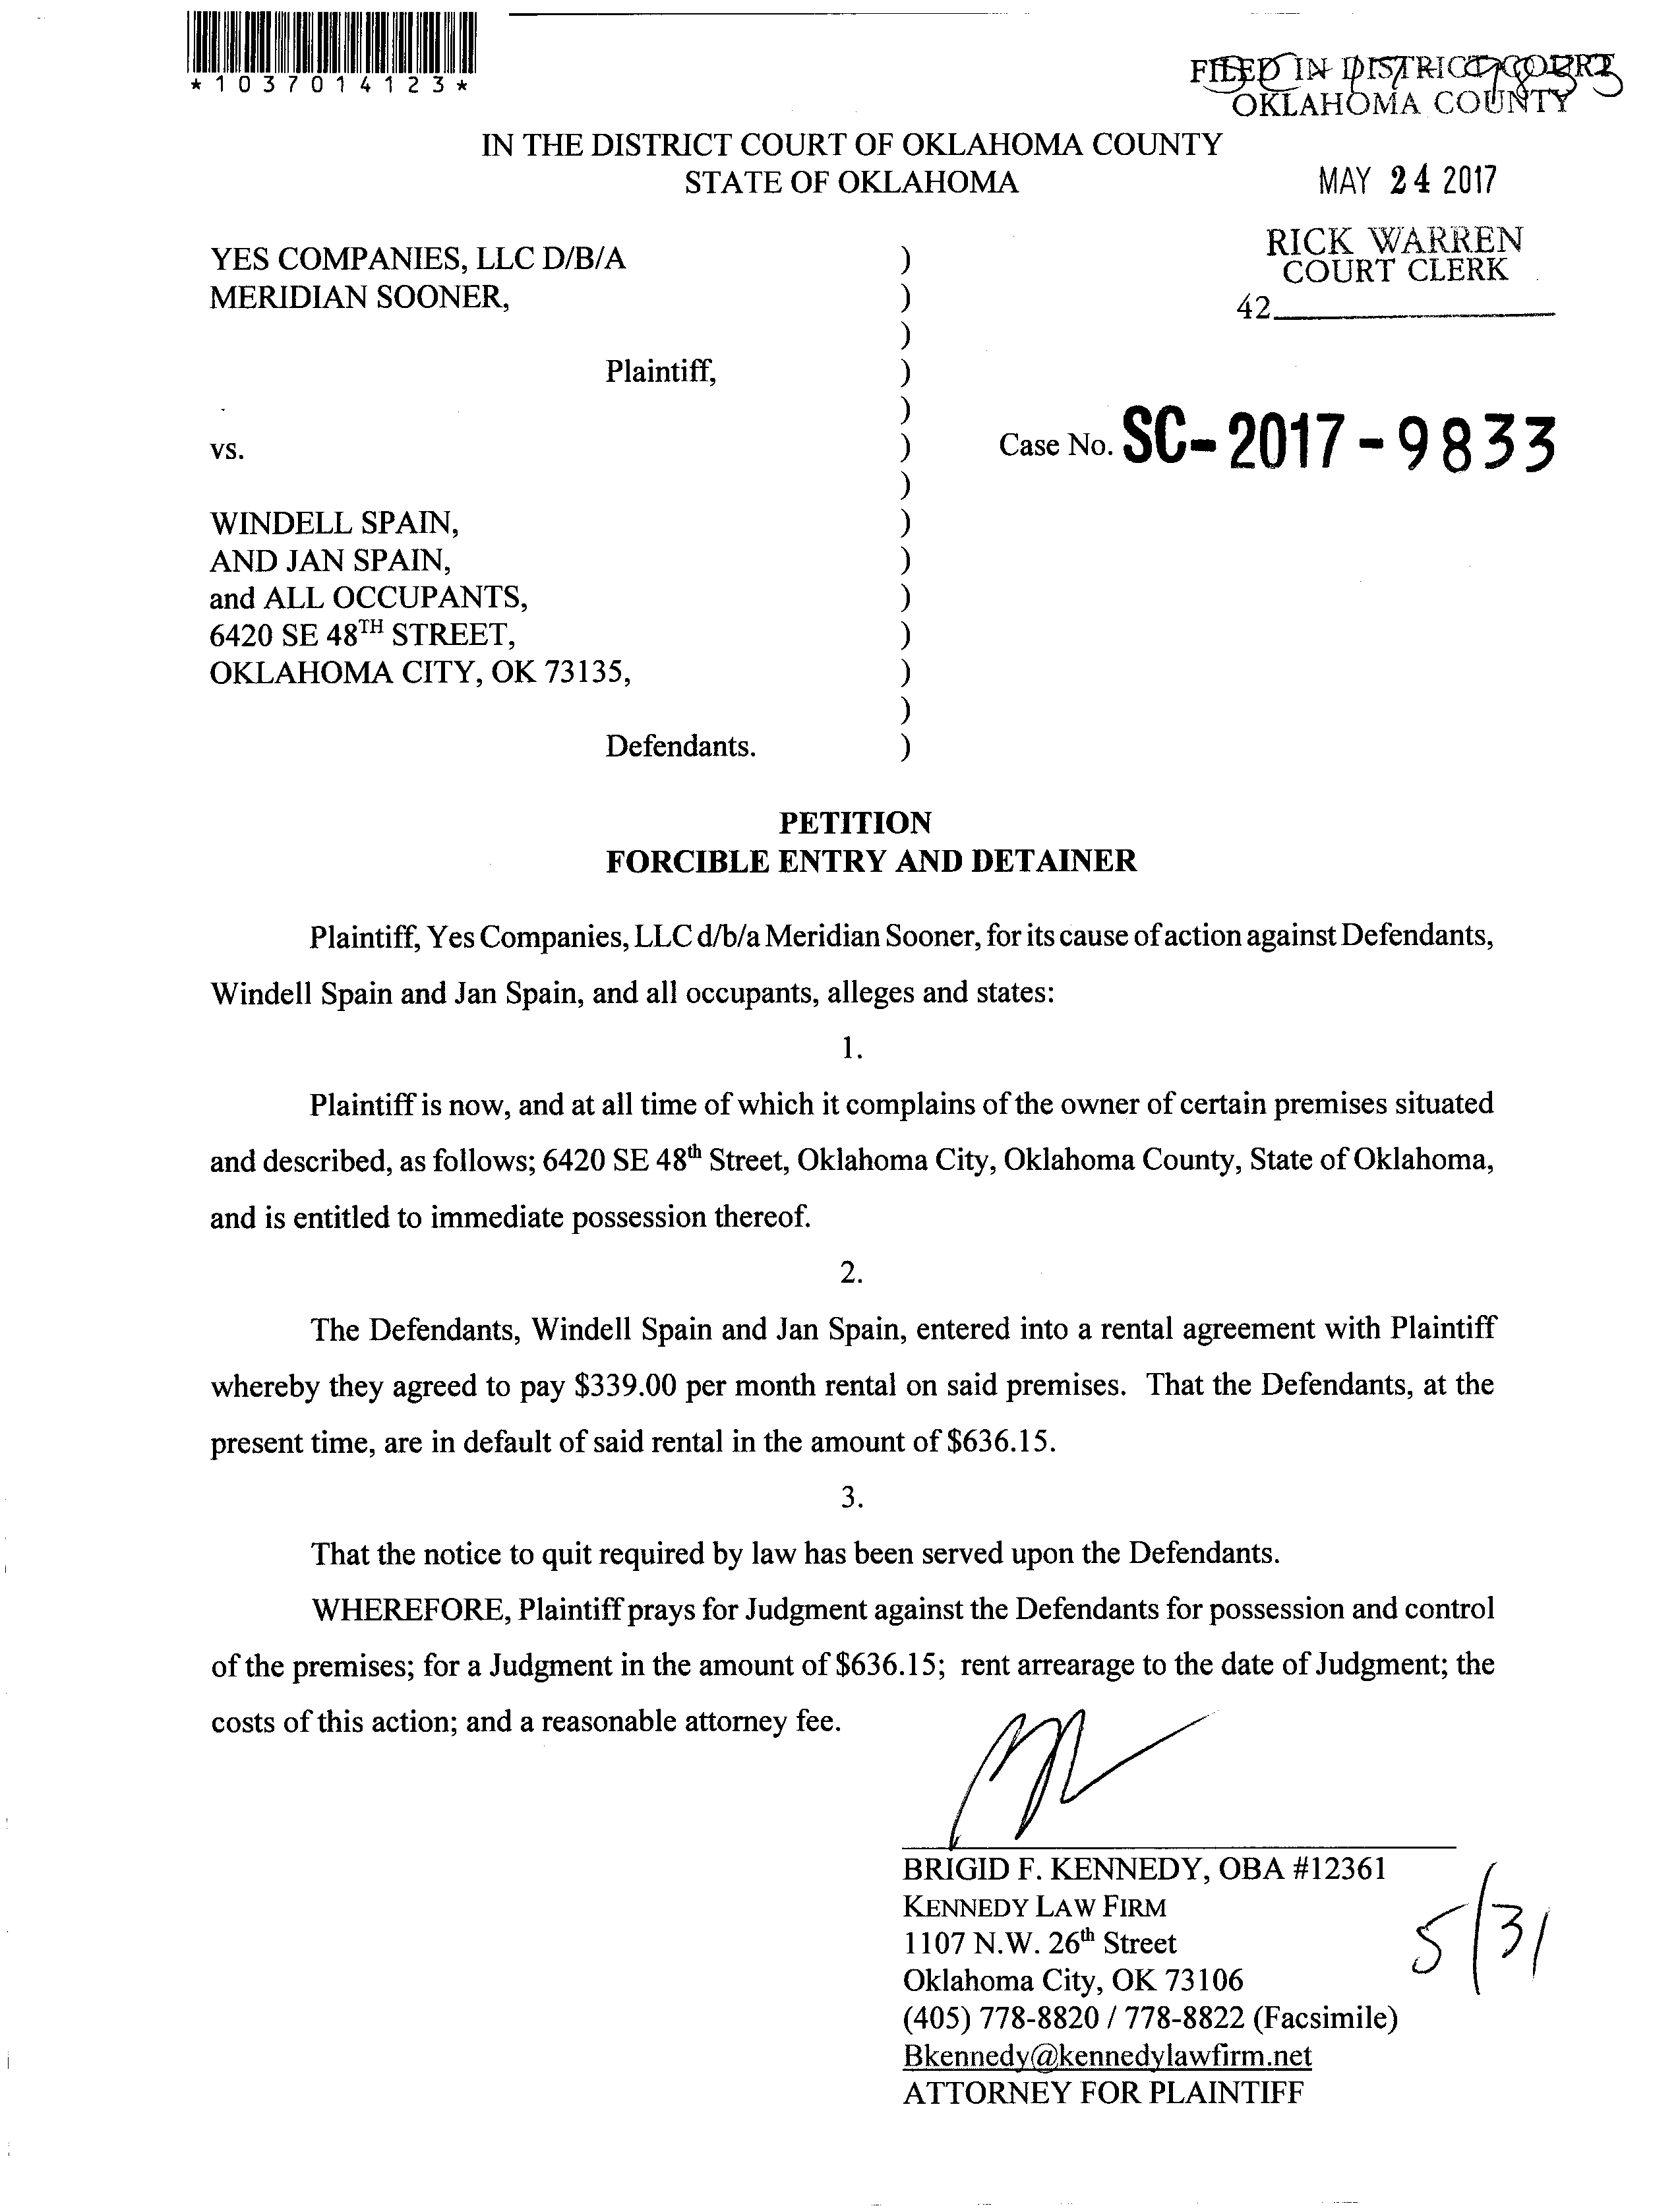 *1037014123*
FILED IN DISTRICT COURT
OKLAHOMA COUNTY
IN THE DISTRICT COURT OF OKLAHOMA COUNTY
STATE OF OKLAHOMA
MAY 24 2017
RICK WARREN
COURT CLERK
42
YES COMPANIES, LLC D/B/A )
MERIDIAN SOONER, )
)
Plaintiff, )
)
vs. ) Case No. SC-2017-9833
)
WINDELL SPAIN, )
AND JAN SPAIN, )
and ALL OCCUPANTS, )
6420 SE 48TH STREET, )
OKLAHOMA CITY, OK 73135, )
)
Defendants. )
PETITION
FORCIBLE ENTRY AND DETAINER
Plaintiff, Yes Companies, LLC d/b/a Meridian Sooner, for its cause of action against Defendants,
Windell Spain and Jan Spain, and all occupants, alleges and states:
1.
Plaintiff is now, and at all time of which it complains of the owner of certain premises situated
and described, as follows; 6420 SE 48th Street, Oklahoma City, Oklahoma County, State of Oklahoma,
and is entitled to immediate possession thereof.
2.
The Defendants, Windell Spain and Jan Spain, entered into a rental agreement with Plaintiff
whereby they agreed to pay $339.00 per month rental on said premises. That the Defendants, at the
present time, are in default of said rental in the amount of $636.15.
3.
That the notice to quit required by law has been served upon the Defendants.
WHEREFORE, Plaintiff prays for Judgment against the Defendants for possession and control
of the premises; for a Judgment in the amount of $636.15; rent arrearage to the date of Judgment; the
costs of this action; and a reasonable attorney fee.
BRIGID F. KENNEDY, OBA #12361
KENNEDY LAW FIRM
1107 N.W. 26th Street
Oklahoma City, OK 73106
(405) 778-8820 / 778-8822 (Facsimile)
Bkennedy@kennedylawfirm.net
ATTORNEY FOR PLAINTIFF
5/31